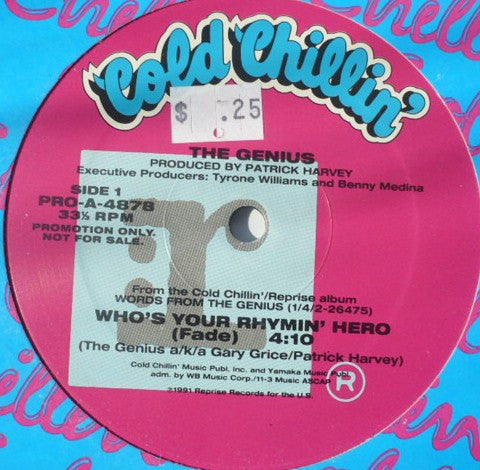 Cold Chillin'
$ .25
THE GENIUS
PRODUCED BY PATRICK HARVEY
Executive Producers: Tyrone Williams and Benny Medina
SIDE 1
PRO-A-4878
33⅓ RPM
PROMOTION ONLY.
NOT FOR SALE.
r
From the Cold Chillin'/Reprise album
WORDS FROM THE GENIUS (1/4/2-26475)
WHO'S YOUR RHYMIN' HERO
(Fade) 4:10
(The Genius a/k/a Gary Grice/Patrick Harvey)
Cold Chillin' Music Publ. Inc. and Yamaka Music Publ.
adm. by WB Music Corp./11-3 Music ASCAP
℗1991 Reprise Records for the U.S.
®